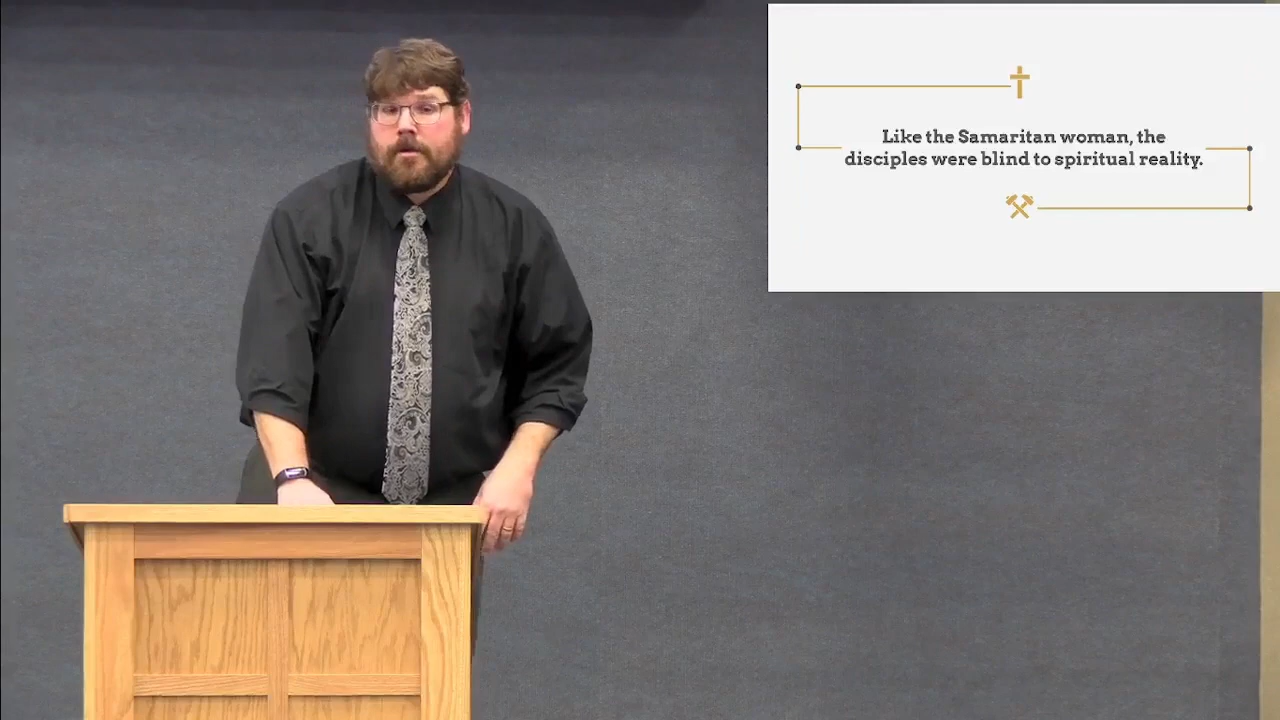 Like the Samaritan woman, the
disciples were blind to spiritual reality.